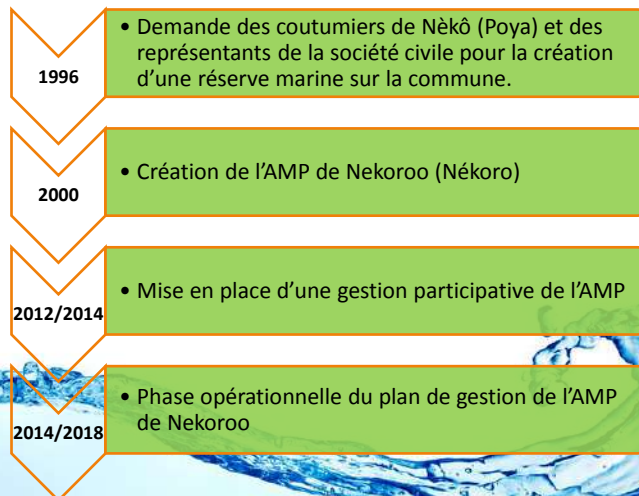 1996
• Demande des coutumiers de Nèkô (Poya) et des
représentants de la société civile pour la création
d'une réserve marine sur la commune.
2000
• Création de l'AMP de Nekoroo (Nékoro)
2012/2014
• Mise en place d'une gestion participative de l'AMP
2014/2018
• Phase opérationnelle du plan de gestion de l'AMP
de Nekoroo